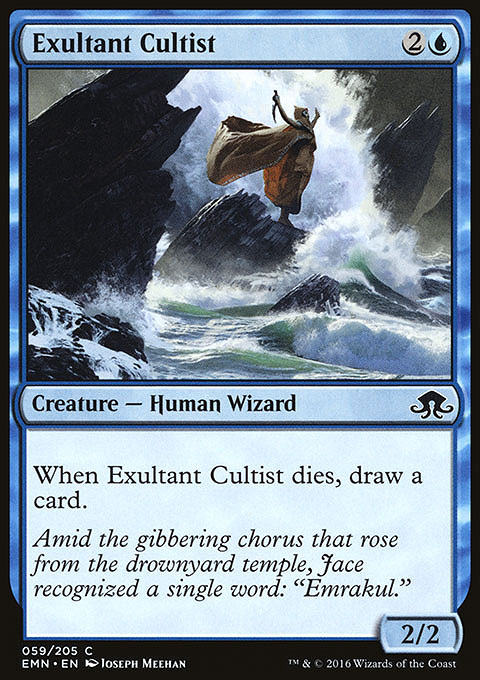 Exultant Cultist 2
Creature — Human Wizard
When Exultant Cultist dies, draw a
card.
Amid the gibbering chorus that rose
from the drownyard temple, Jace
recognized a single word: “Emrakul.”
2/2
059/205 C
EMN • EN Joseph Meehan
™ & © 2016 Wizards of the Coast